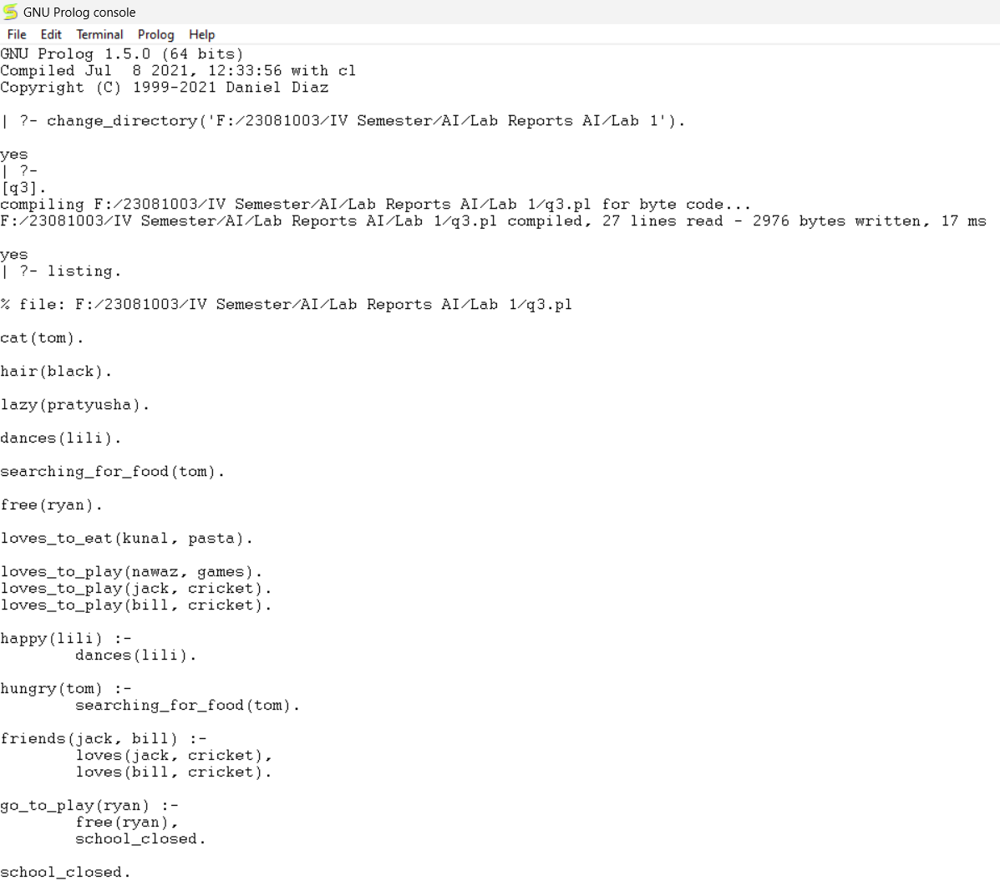 GNU Prolog console
File Edit Terminal Prolog Help
GNU Prolog 1.5.0 (64 bits)
Compiled Jul  8 2021, 12:33:56 with cl
Copyright (C) 1999-2021 Daniel Diaz
| ?- change_directory('F:/23081003/IV Semester/AI/Lab Reports AI/Lab 1').
yes
| ?-
[q3].
compiling F:/23081003/IV Semester/AI/Lab Reports AI/Lab 1/q3.pl for byte code...
F:/23081003/IV Semester/AI/Lab Reports AI/Lab 1/q3.pl compiled, 27 lines read - 2976 bytes written, 17 ms
yes
| ?- listing.
% file: F:/23081003/IV Semester/AI/Lab Reports AI/Lab 1/q3.pl
cat(tom).
hair(black).
lazy(pratyusha).
dances(lili).
searching_for_food(tom).
free(ryan).
loves_to_eat(kunal, pasta).
loves_to_play(nawaz, games).
loves_to_play(jack, cricket).
loves_to_play(bill, cricket).
happy(lili) :-
        dances(lili).
hungry(tom) :-
        searching_for_food(tom).
friends(jack, bill) :-
        loves(jack, cricket),
        loves(bill, cricket).
go_to_play(ryan) :-
        free(ryan),
        school_closed.
school_closed.